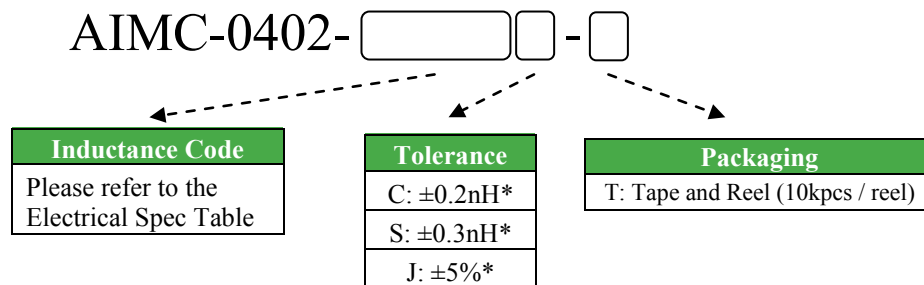 AIMC-0402- -
Inductance Code
Please refer to the
Electrical Spec Table
Tolerance
C: ±0.2nH*
S: ±0.3nH*
J: ±5%*
Packaging
T: Tape and Reel (10kpcs / reel)